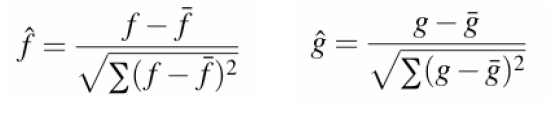 f̂ = (f − f̄) / √∑(f − f̄)²
ĝ = (g − ḡ) / √∑(g − ḡ)²